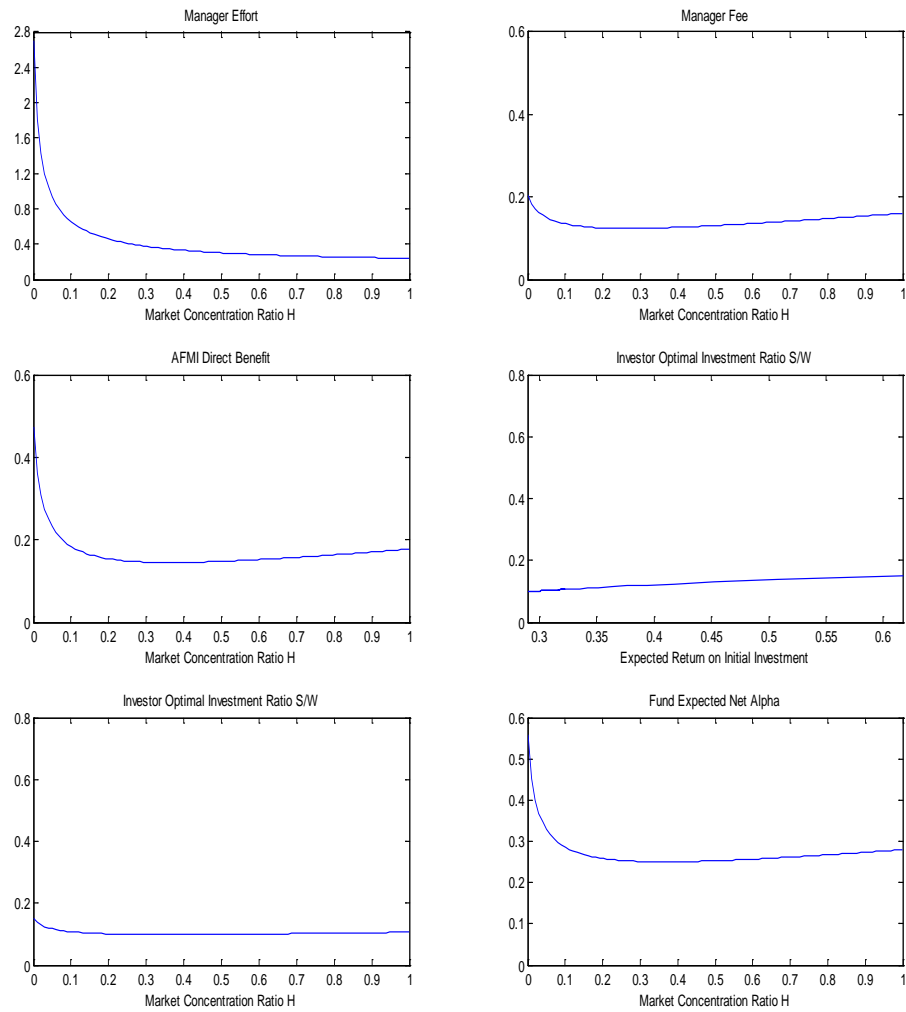 Manager Effort
2.8
2.4
2
1.6
1.2
0.8
0.4
0
0 0.1 0.2 0.3 0.4 0.5 0.6 0.7 0.8 0.9 1
Market Concentration Ratio H
Manager Fee
0.6
0.4
0.2
0
0 0.1 0.2 0.3 0.4 0.5 0.6 0.7 0.8 0.9 1
Market Concentration Ratio H
AFMI Direct Benefit
0.6
0.4
0.2
0
0 0.1 0.2 0.3 0.4 0.5 0.6 0.7 0.8 0.9 1
Market Concentration Ratio H
Investor Optimal Investment Ratio S/W
0.8
0.6
0.4
0.2
0
0.3 0.35 0.4 0.45 0.5 0.55 0.6
Expected Return on Initial Investment
Investor Optimal Investment Ratio S/W
0.8
0.6
0.4
0.2
0
0 0.1 0.2 0.3 0.4 0.5 0.6 0.7 0.8 0.9 1
Market Concentration Ratio H
Fund Expected Net Alpha
0.6
0.5
0.4
0.3
0.2
0.1
0
0 0.1 0.2 0.3 0.4 0.5 0.6 0.7 0.8 0.9 1
Market Concentration Ratio H